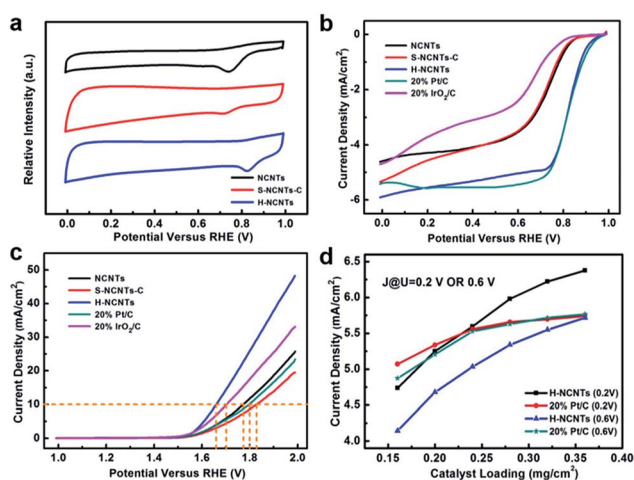 a
Relative Intensity (a.u.)
NCNTs
S-NCNTs-C
H-NCNTs
0.0 0.2 0.4 0.6 0.8 1.0
Potential Versus RHE (V)
b
Current Density (mA/cm²)
0
-2
-4
-6
NCNTs
S-NCNTs-C
H-NCNTs
20% Pt/C
20% IrO₂/C
0.0 0.2 0.4 0.6 0.8 1.0
Potential Versus RHE (V)
c
Current Density (mA/cm²)
50
40
30
20
10
0
NCNTs
S-NCNTs-C
H-NCNTs
20% Pt/C
20% IrO₂/C
1.0 1.2 1.4 1.6 1.8 2.0
Potential Versus RHE (V)
d
Current Density (mA/cm²)
6.5
6.0
5.5
5.0
4.5
4.0
J@U=0.2 V OR 0.6 V
H-NCNTs (0.2V)
20% Pt/C (0.2V)
H-NCNTs (0.6V)
20% Pt/C (0.6V)
0.15 0.20 0.25 0.30 0.35 0.40
Catalyst Loading (mg/cm²)